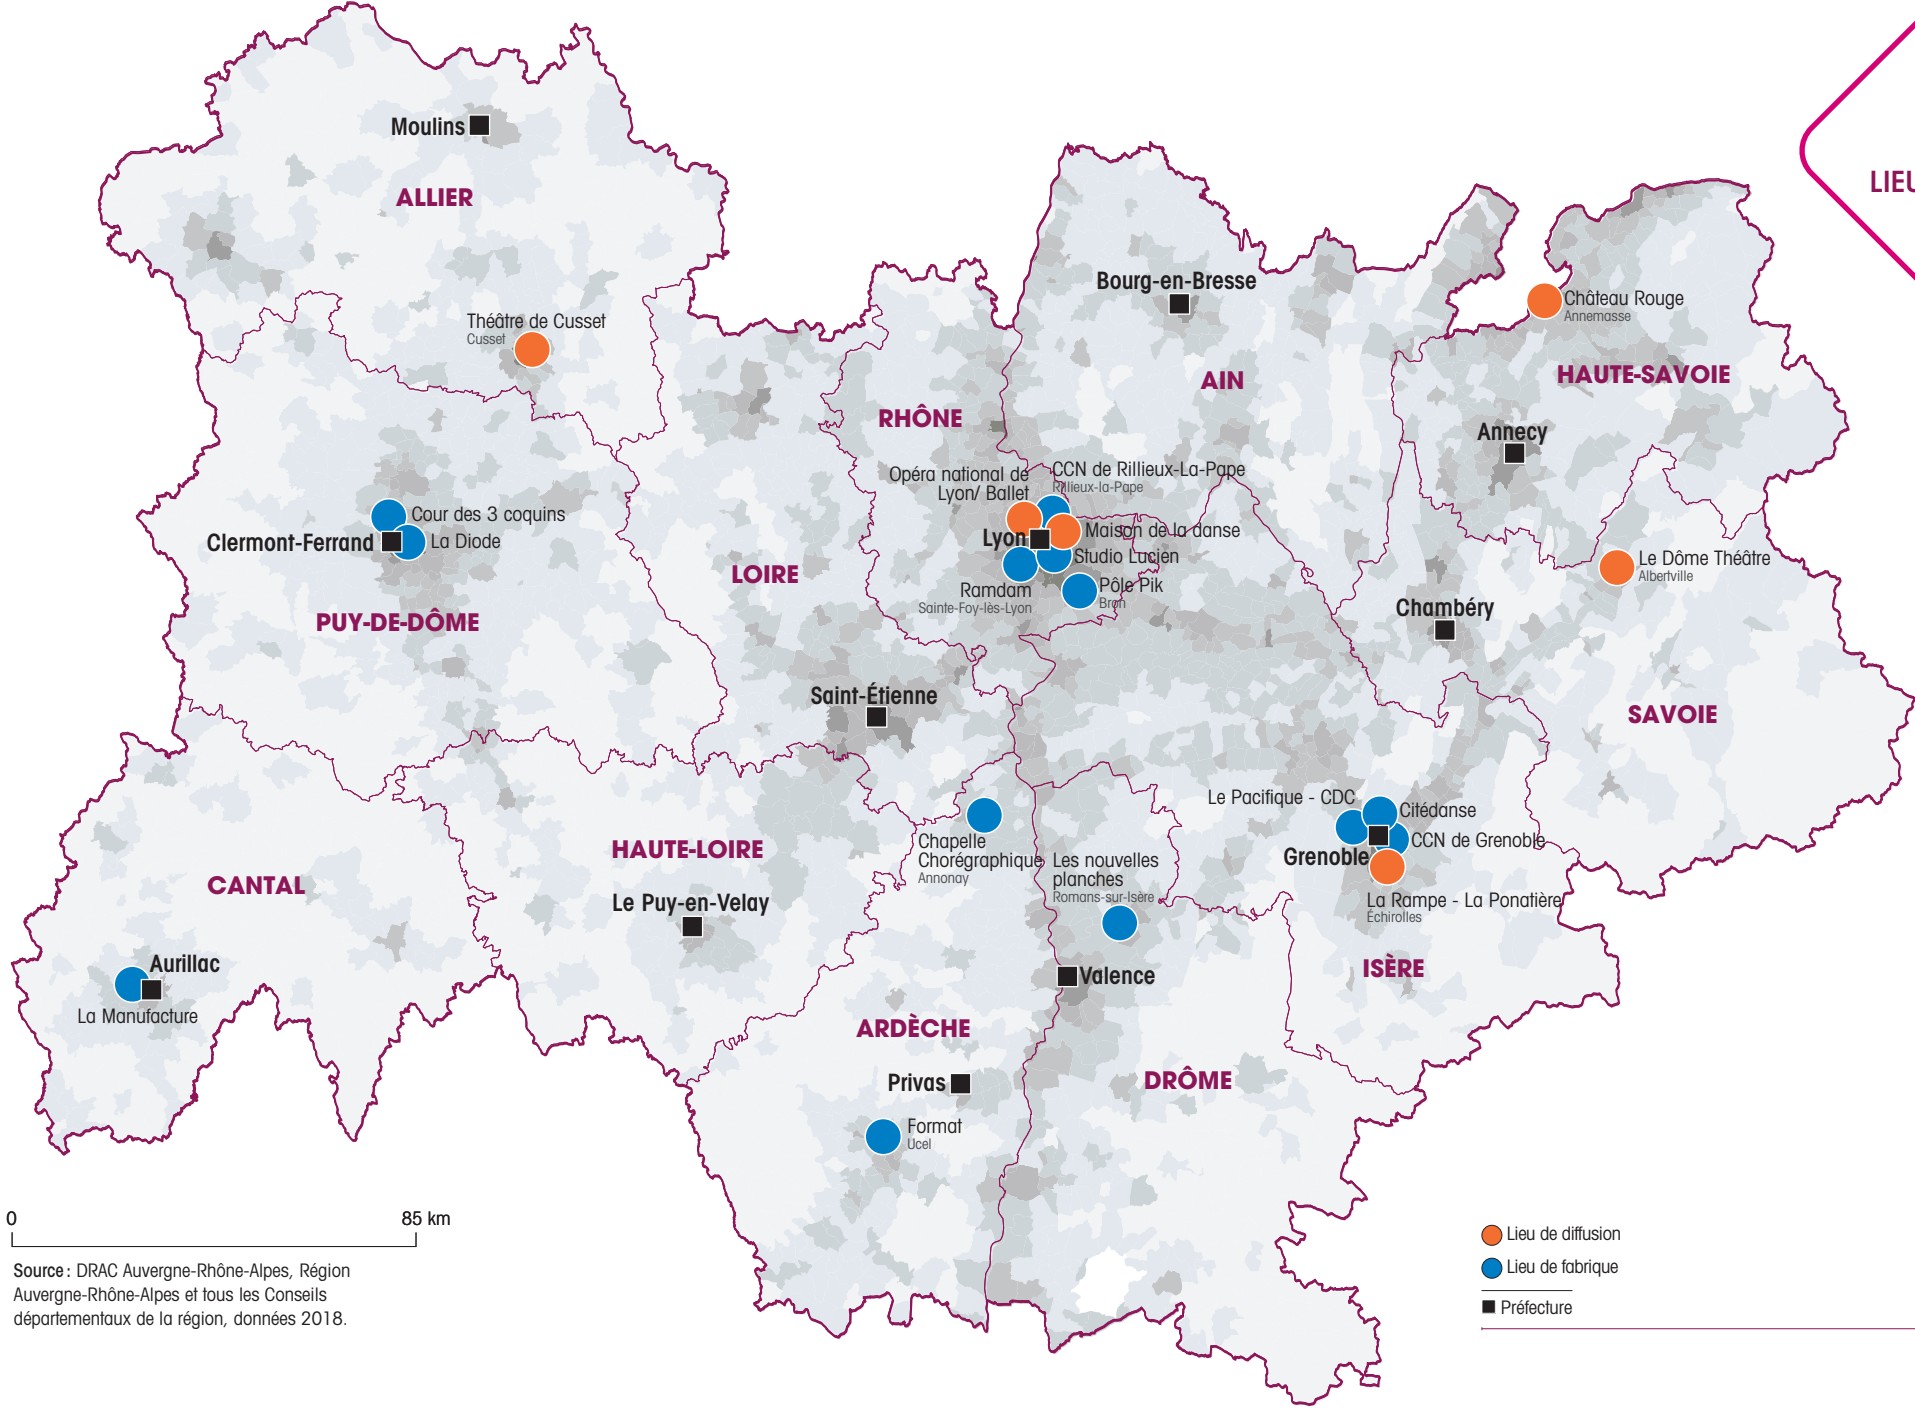 LIEU
Moulins
ALLIER
Bourg-en-Bresse
Château Rouge
Annemasse
Théâtre de Cusset
Cusset
AIN
HAUTE-SAVOIE
RHÔNE
Annecy
Opéra national de
Lyon/ Ballet
CCN de Rillieux-La-Pape
Rillieux-la-Pape
Cour des 3 coquins
Clermont-Ferrand
La Diode
Lyon
Maison de la danse
Studio Lucien
LOIRE
Ramdam
Sainte-Foy-lès-Lyon
Pôle Pik
Bron
Le Dôme Théâtre
Albertville
Chambéry
PUY-DE-DÔME
Saint-Étienne
SAVOIE
Le Pacifique - CDC
Citédanse
CCN de Grenoble
Grenoble
La Rampe - La Ponatière
Échirolles
HAUTE-LOIRE
Chapelle
Chorégraphique
Annonay
Les nouvelles
planches
Romans-sur-Isère
CANTAL
Le Puy-en-Velay
Aurillac
La Manufacture
Valence
ISÈRE
ARDÈCHE
Privas
DRÔME
Format
Ucel
0
85 km
Source : DRAC Auvergne-Rhône-Alpes, Région
Auvergne-Rhône-Alpes et tous les Conseils
départementaux de la région, données 2018.
Lieu de diffusion
Lieu de fabrique
Préfecture